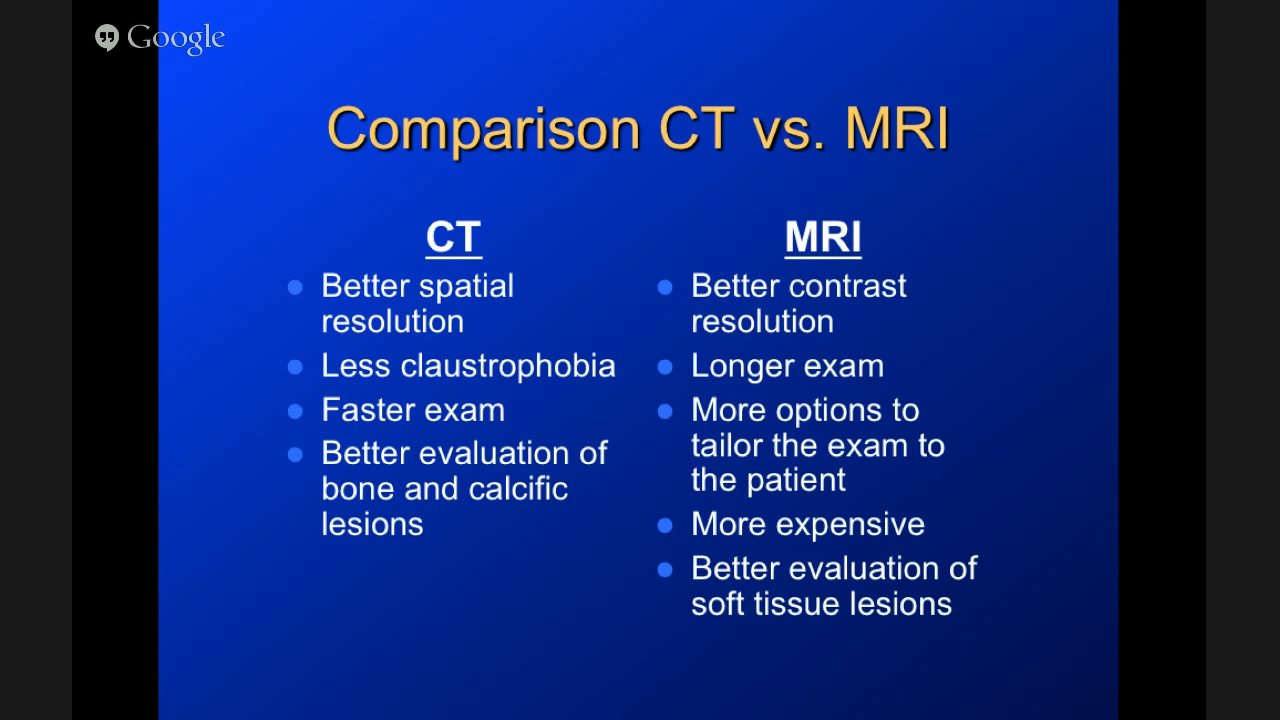 Google
Comparison CT vs. MRI
CT
Better spatial
resolution
Less claustrophobia
Faster exam
Better evaluation of
bone and calcific
lesions
MRI
Better contrast
resolution
Longer exam
More options to
tailor the exam to
the patient
More expensive
Better evaluation of
soft tissue lesions